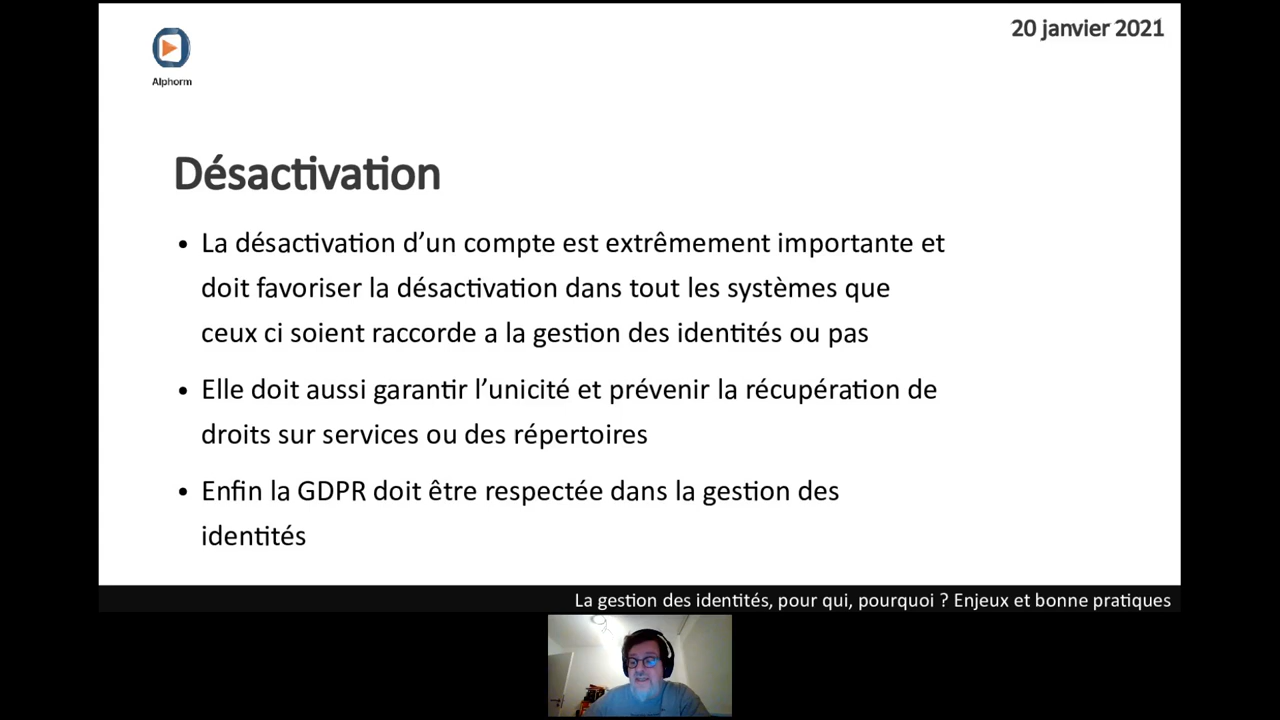 20 janvier 2021
Alphorm
Désactivation
• La désactivation d’un compte est extrêmement importante et
doit favoriser la désactivation dans tout les systèmes que
ceux ci soient raccorde a la gestion des identités ou pas
• Elle doit aussi garantir l’unicité et prévenir la récupération de
droits sur services ou des répertoires
• Enfin la GDPR doit être respectée dans la gestion des
identités
La gestion des identités, pour qui, pourquoi ? Enjeux et bonne pratiques